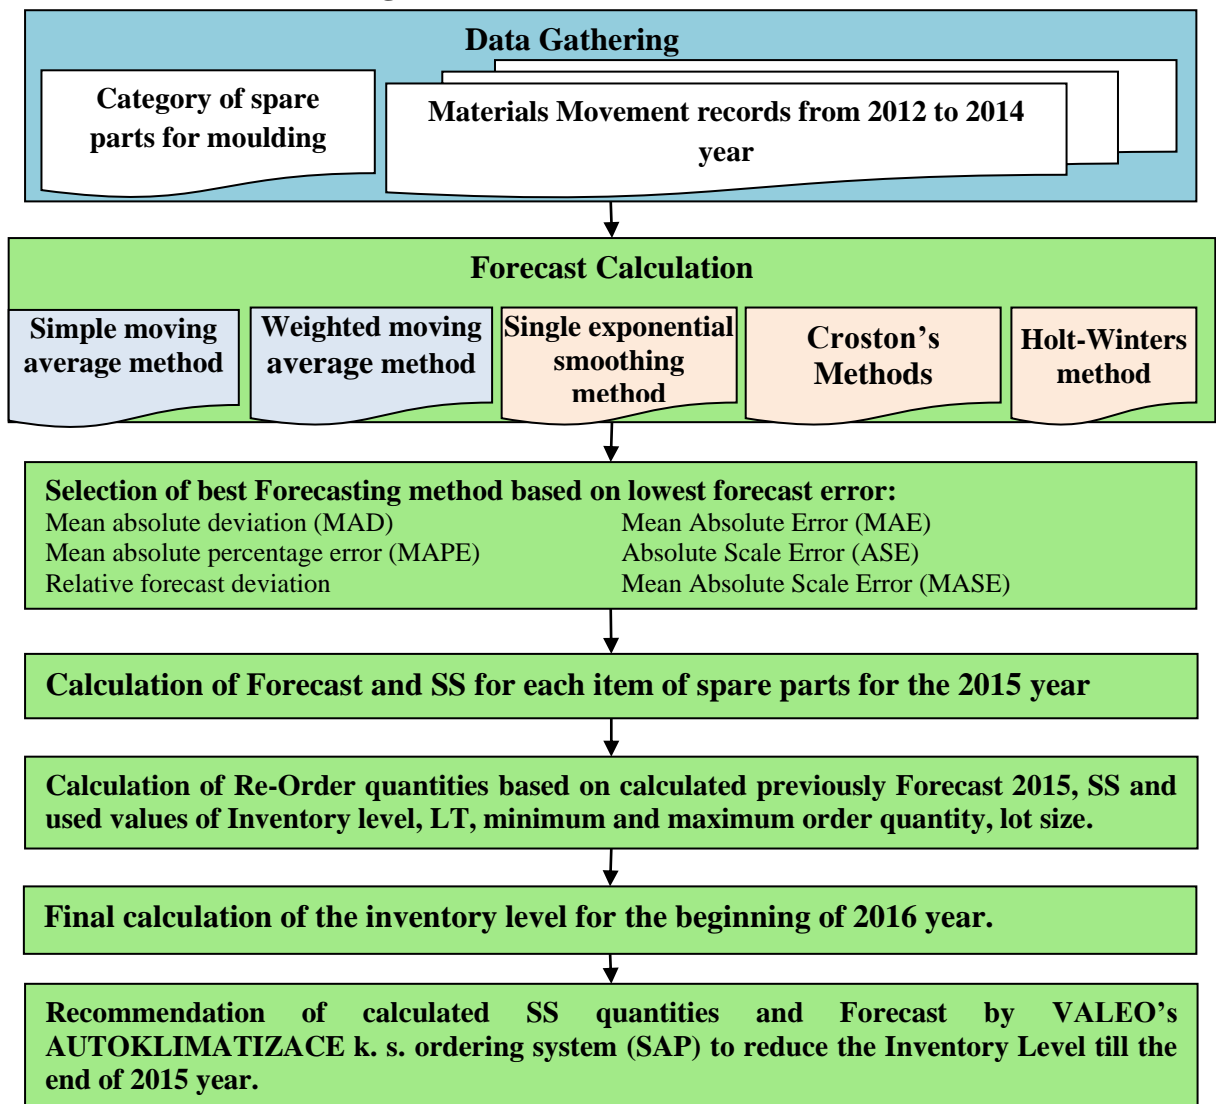 Data Gathering
Category of spare
parts for moulding
Materials Movement records from 2012 to 2014
year
Forecast Calculation
Simple moving
average method
Weighted moving
average method
Single exponential
smoothing
method
Croston’s
Methods
Holt-Winters
method
Selection of best Forecasting method based on lowest forecast error:
Mean absolute deviation (MAD)
Mean absolute percentage error (MAPE)
Relative forecast deviation
Mean Absolute Error (MAE)
Absolute Scale Error (ASE)
Mean Absolute Scale Error (MASE)
Calculation of Forecast and SS for each item of spare parts for the 2015 year
Calculation of Re-Order quantities based on calculated previously Forecast 2015, SS and
used values of Inventory level, LT, minimum and maximum order quantity, lot size.
Final calculation of the inventory level for the beginning of 2016 year.
Recommendation of calculated SS quantities and Forecast by VALEO’s
AUTOKLIMATIZACE k. s. ordering system (SAP) to reduce the Inventory Level till the
end of 2015 year.